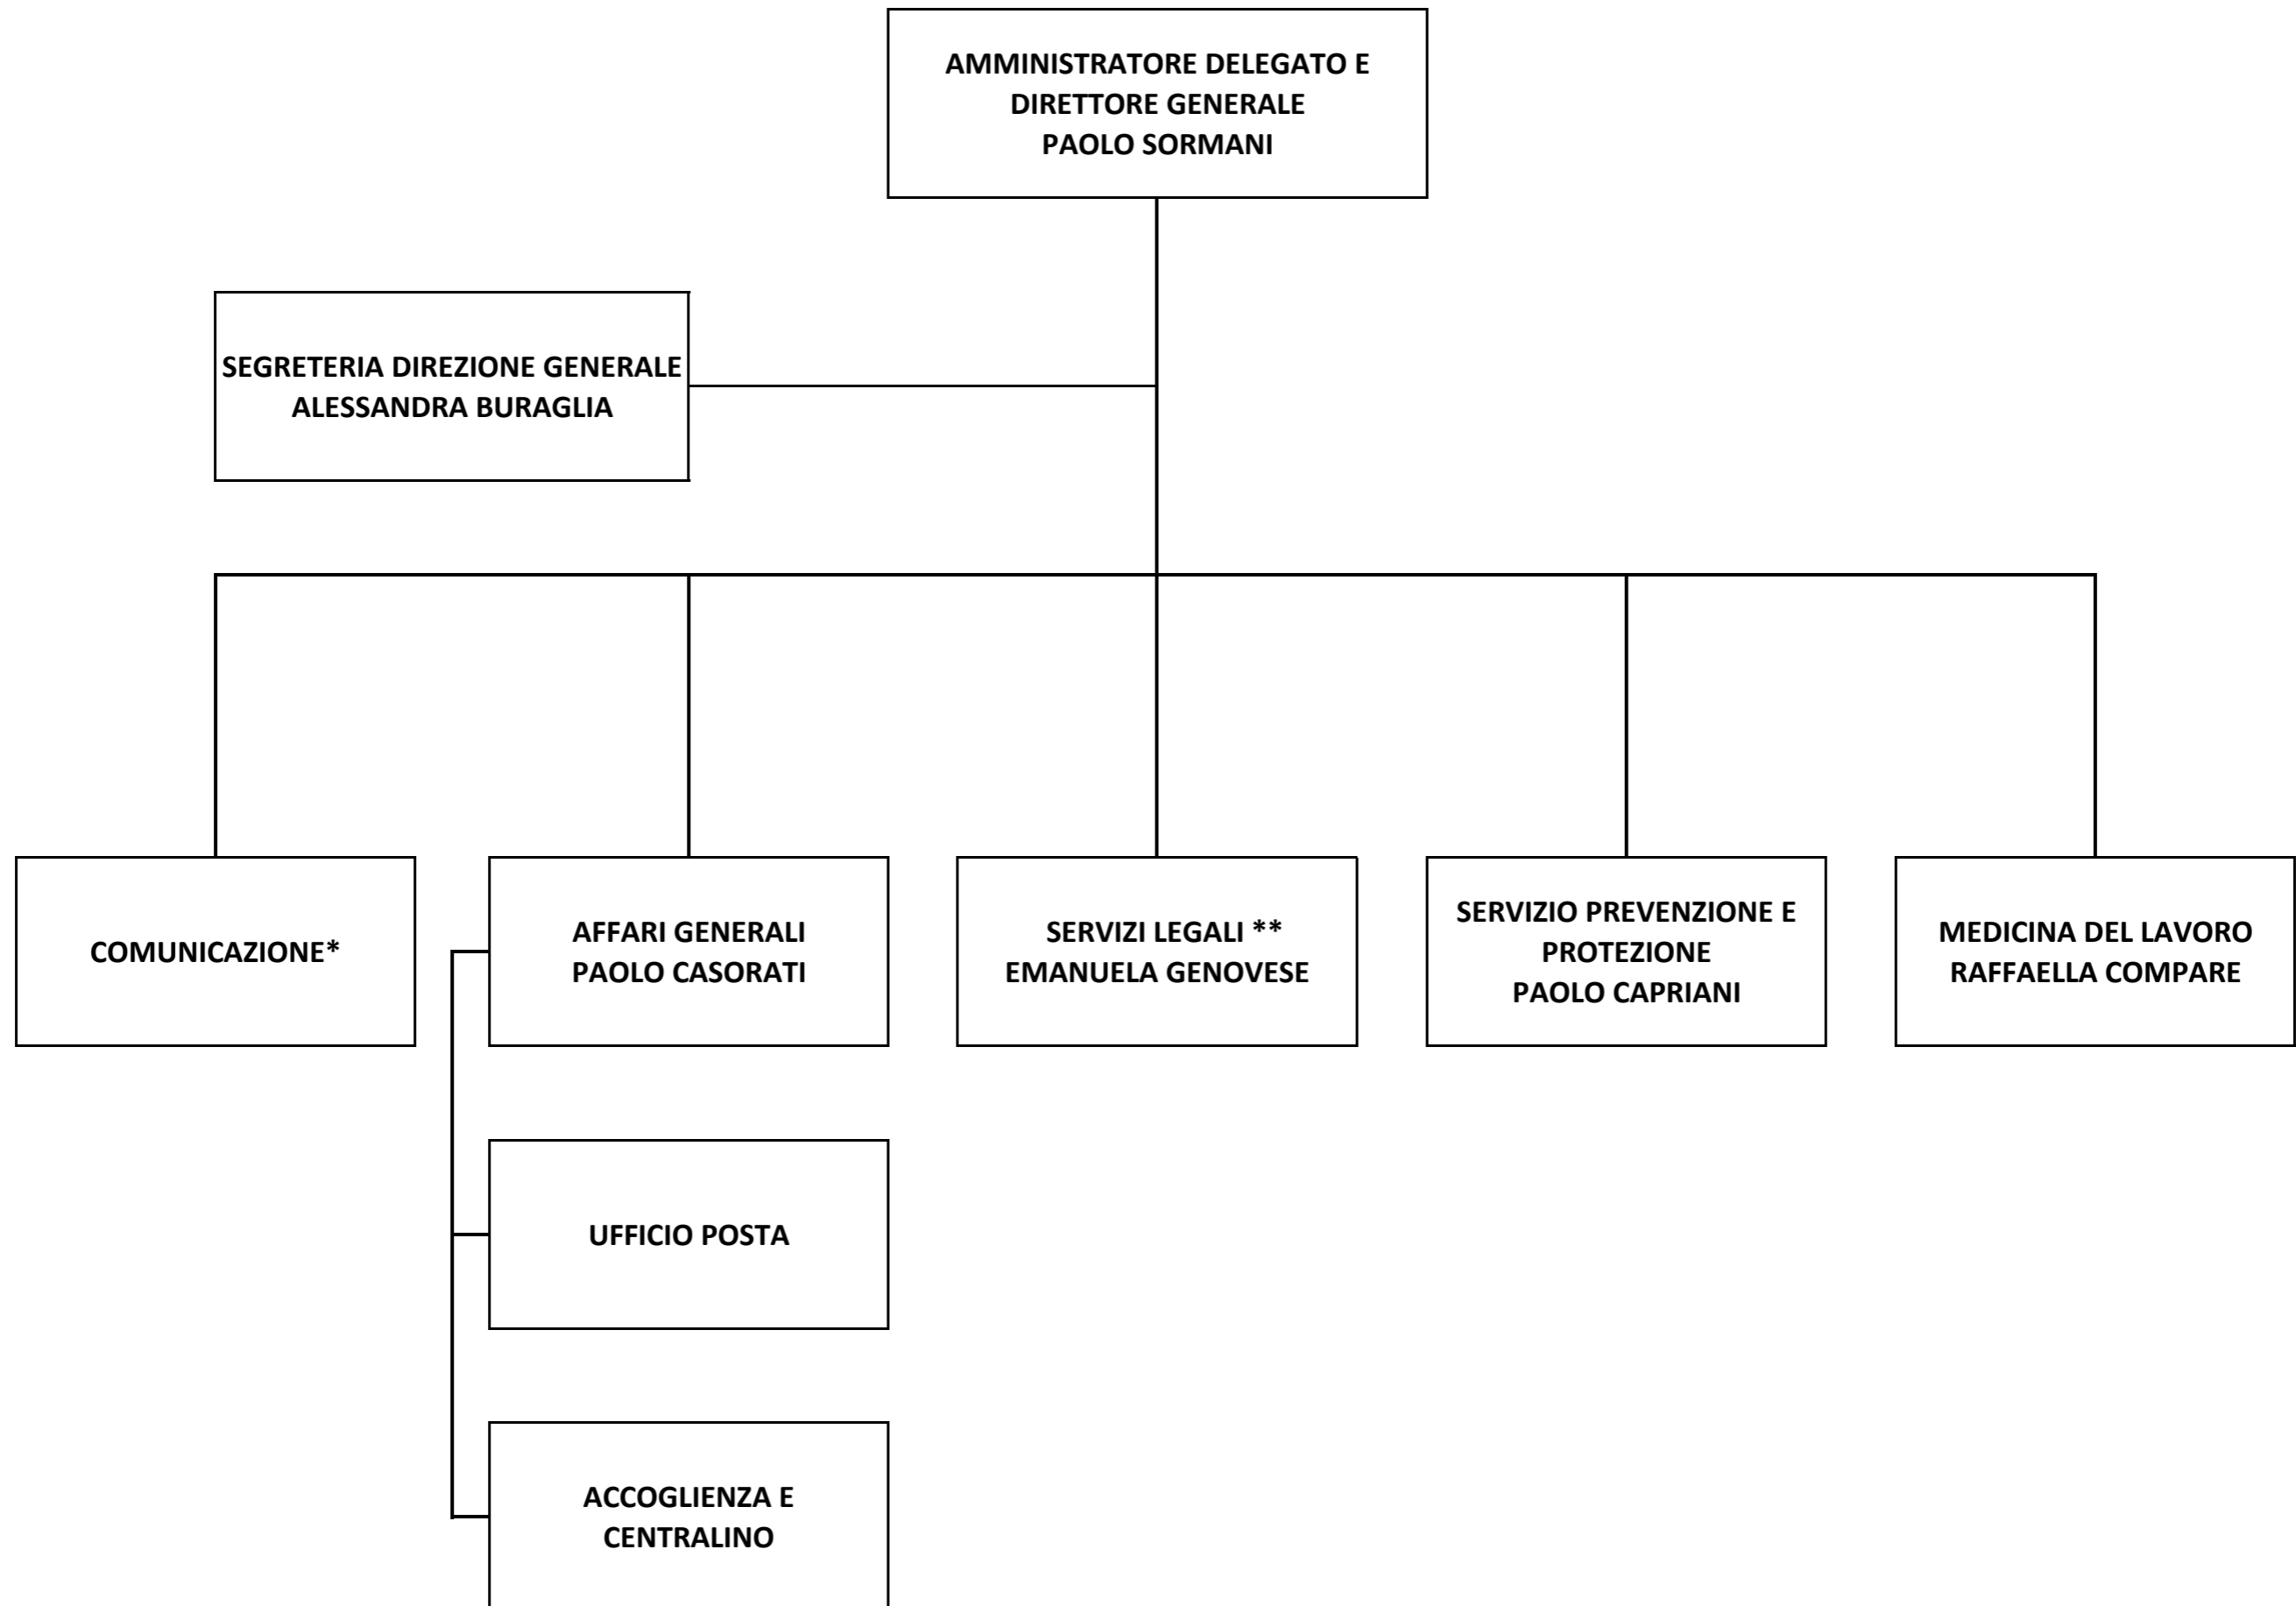 AMMINISTRATORE DELEGATO E
DIRETTORE GENERALE
PAOLO SORMANI
SEGRETERIA DIREZIONE GENERALE
ALESSANDRA BURAGLIA
COMUNICAZIONE*
AFFARI GENERALI
PAOLO CASORATI
SERVIZI LEGALI **
EMANUELA GENOVESE
SERVIZIO PREVENZIONE E
PROTEZIONE
PAOLO CAPRIANI
MEDICINA DEL LAVORO
RAFFAELLA COMPARE
UFFICIO POSTA
ACCOGLIENZA E
CENTRALINO